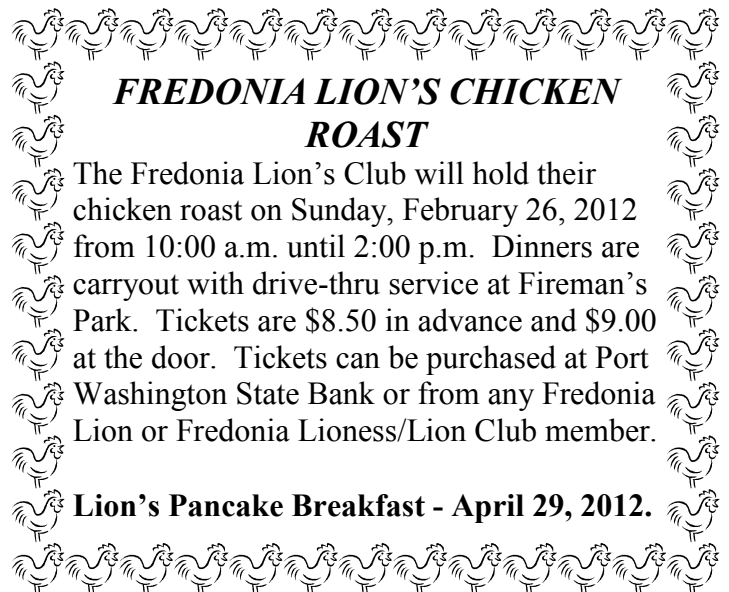 FREDONIA LION’S CHICKEN
ROAST
The Fredonia Lion’s Club will hold their
chicken roast on Sunday, February 26, 2012
from 10:00 a.m. until 2:00 p.m.  Dinners are
carryout with drive-thru service at Fireman’s
Park.  Tickets are $8.50 in advance and $9.00
at the door.  Tickets can be purchased at Port
Washington State Bank or from any Fredonia
Lion or Fredonia Lioness/Lion Club member.
Lion’s Pancake Breakfast - April 29, 2012.